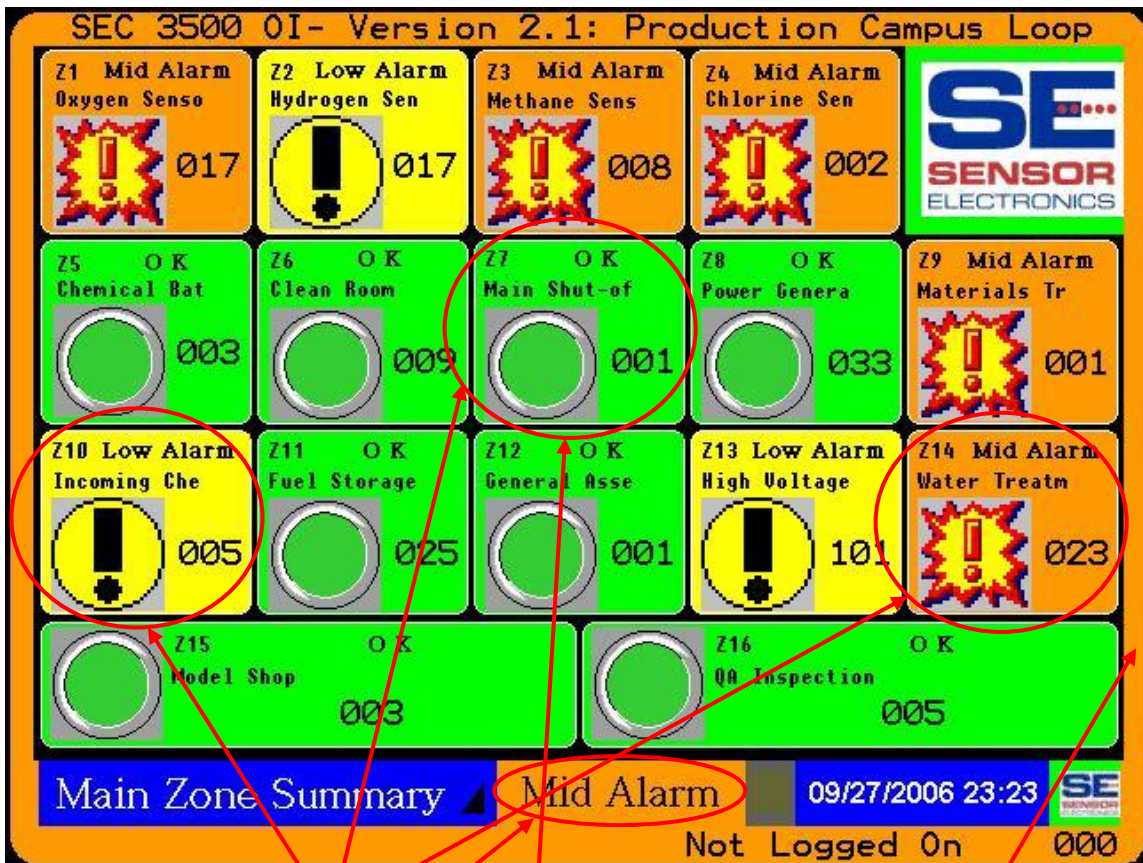 SEC 3500 OI- Version 2.1: Production Campus Loop
Z1 Mid Alarm
Oxygen Senso
017
Z2 Low Alarm
Hydrogen Sen
017
Z3 Mid Alarm
Methane Sens
008
Z4 Mid Alarm
Chlorine Sen
002
SE
SENSOR
ELECTRONICS
Z5 OK
Chemical Bat
003
Z6 OK
Clean Room
009
Z7 OK
Main Shut-of
001
Z8 OK
Power Genera
033
Z9 Mid Alarm
Materials Tr
001
Z10 Low Alarm
Incoming Che
005
Z11 OK
Fuel Storage
025
Z12 OK
General Asse
001
Z13 Low Alarm
High Voltage
101
Z14 Mid Alarm
Water Treatm
023
Z15 OK
Model Shop
003
Z16 OK
QA Inspection
005
Main Zone Summary
Mid Alarm
09/27/2006 23:23
SE
SENSOR
Not Logged On 000